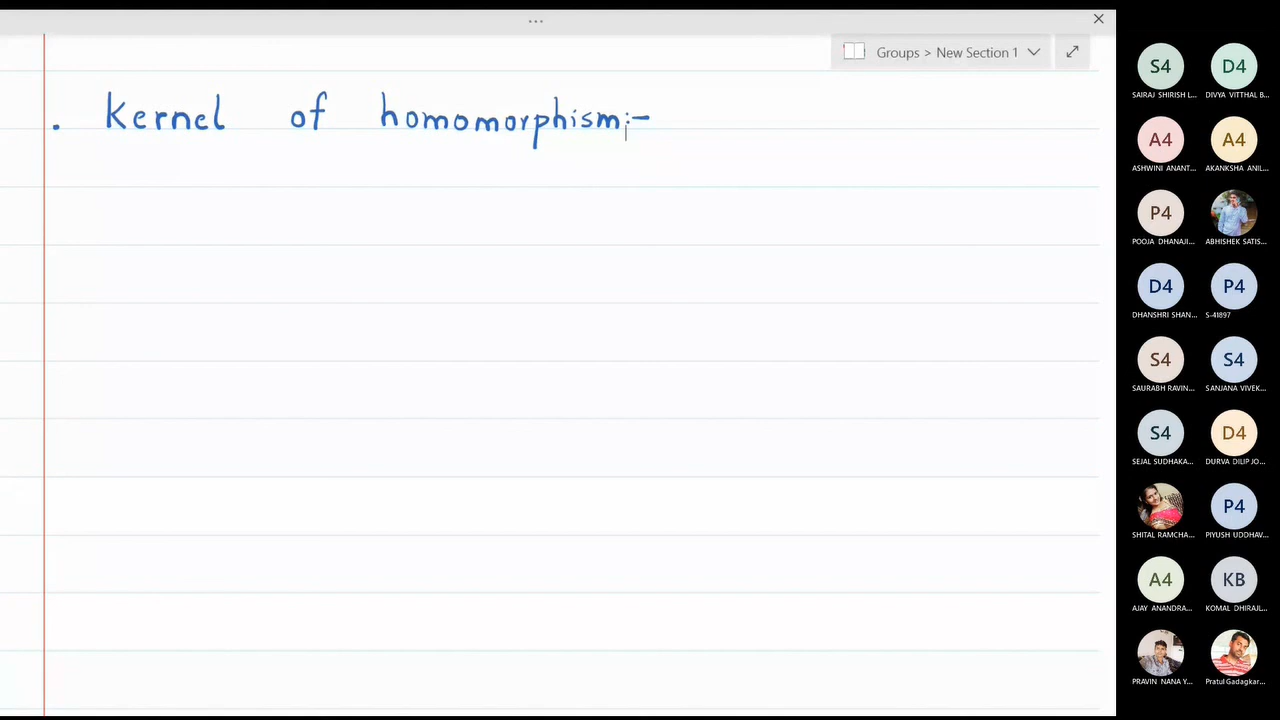 ...
Groups > New Section 1
. Kernel of homomorphism:-
S4 D4
SAIRAJ SHIRISH L... DIVYA VITTHAL B...
A4 A4
ASHWINI ANANT... AKANKSHA ANIL...
P4
POOJA DHANAJI... ABHISHEK SATIS...
D4 P4
DHANSHRI SHAN... S-41897
S4 S4
SAURABH RAVIN... SANJANA VIVEK...
S4 D4
SEJAL SUDHAKA... DURVA DILIP JO...
P4
SHITAL RAMCHA... PIYUSH UDDHAV...
A4 KB
AJAY ANANDRA... KOMAL DHIRAJL...
PRAVIN NANA Y... Pratul Gadagkar...